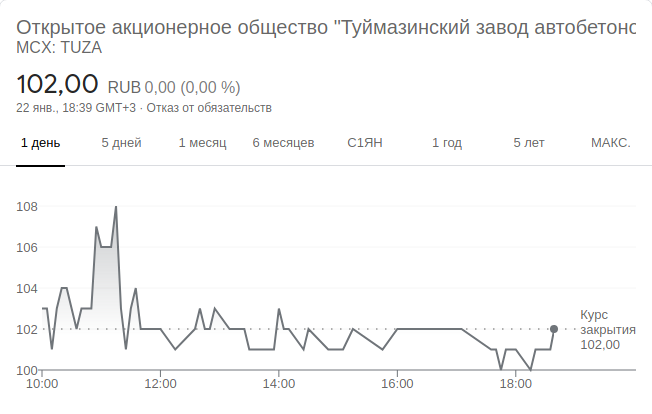 Открытое акционерное общество "Туймазинский завод автобетоно
MCX: TUZA
102,00 RUB 0,00 (0,00 %)
22 янв., 18:39 GMT+3 · Отказ от обязательств
1 день 5 дней 1 месяц 6 месяцев С1ЯН 1 год 5 лет МАКС.
108
106
104
102
100
Курс
закрытия
102,00
10:00 12:00 14:00 16:00 18:00